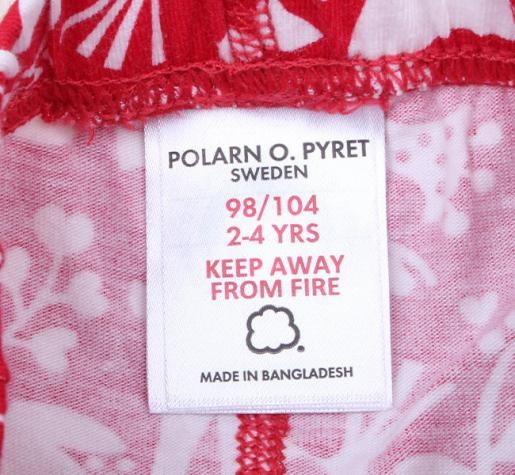 POLARN O. PYRET
SWEDEN
98/104
2-4 YRS
KEEP AWAY
FROM FIRE
MADE IN BANGLADESH